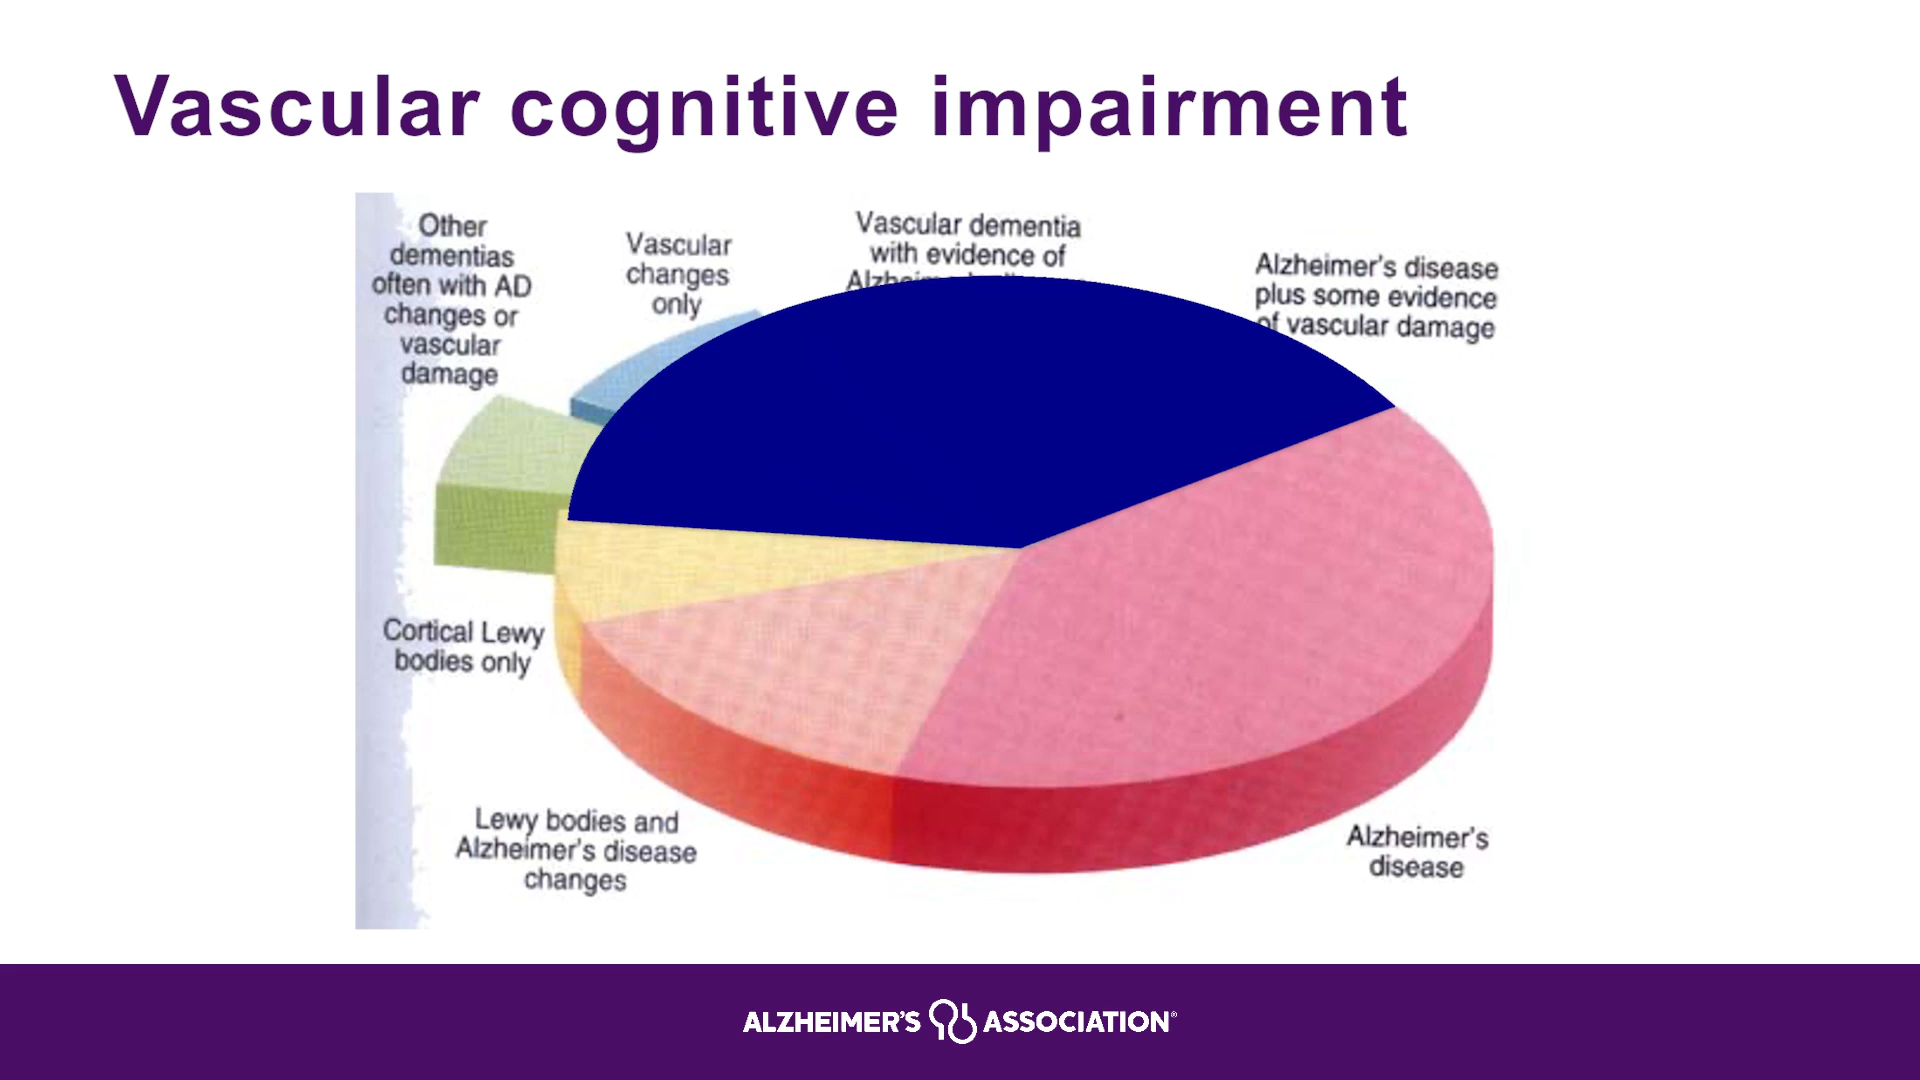 Vascular cognitive impairment
Other
dementias
often with AD
changes or
vascular
damage
Vascular
changes
only
Vascular dementia
with evidence of
Alzheimer's disease
plus some evidence
of vascular damage
Cortical Lewy
bodies only
Lewy bodies and
Alzheimer's disease
changes
Alzheimer's
disease
ALZHEIMER'S ASSOCIATION®